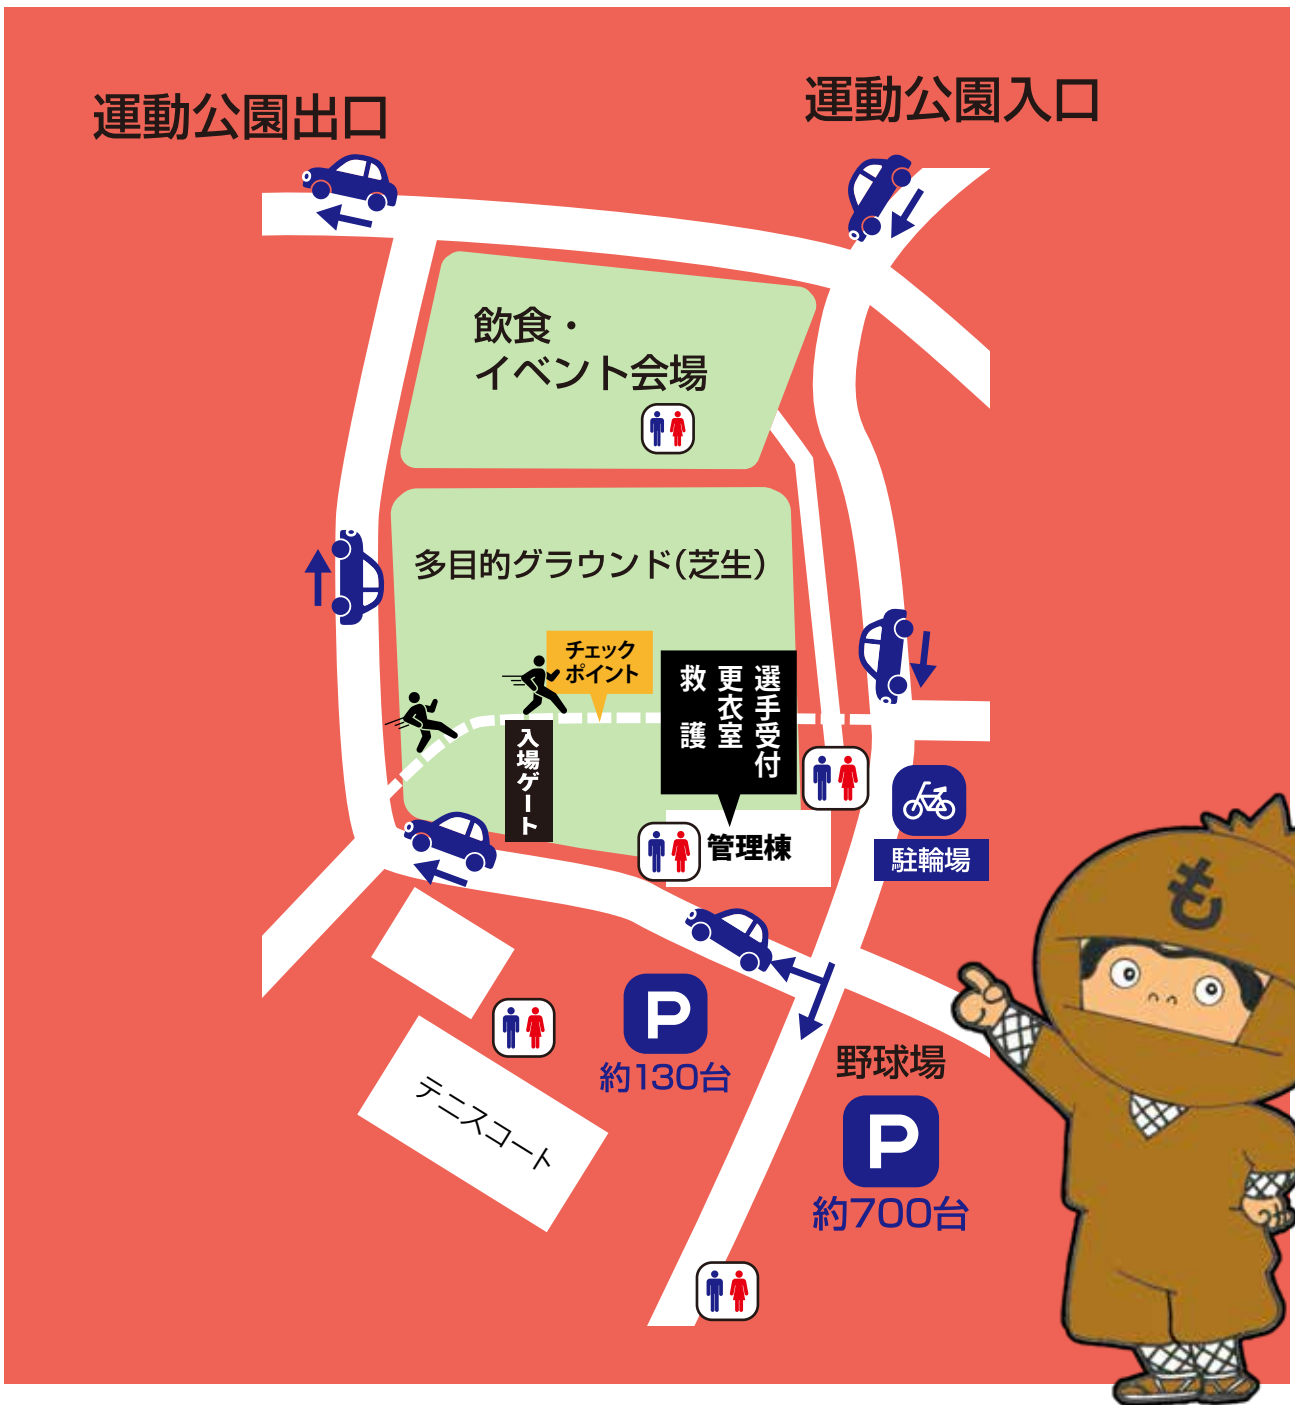 運動公園出口
運動公園入口
飲食・
イベント会場
多目的グラウンド(芝生)
チェック
ポイント
選手受付
更衣室
救護
入場ゲート
管理棟
駐輪場
P
約130台
野球場
P
約700台
テニスコート
も